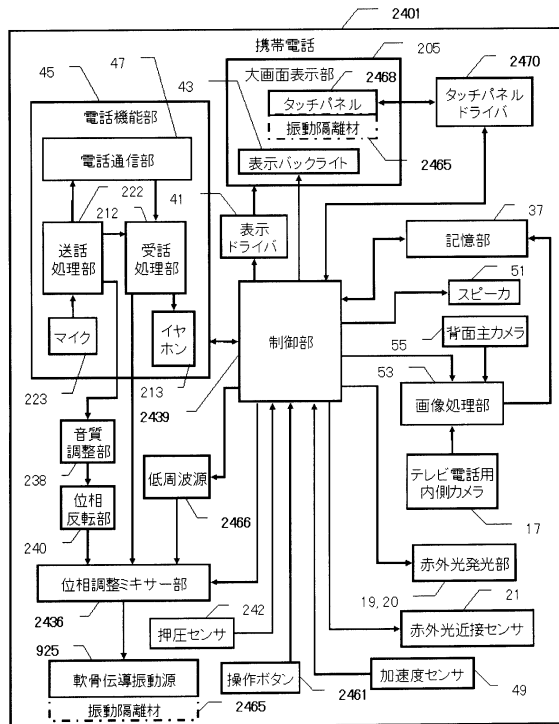 2401
携帯電話
205
45
47
43
大画面表示部
2468
2470
電話機能部
タッチパネル
タッチパネル
ドライバ
電話通信部
振動隔離材
2465
表示バックライト
222
212
41
37
送話
処理部
受話
処理部
表示
ドライバ
記憶部
51
スピーカ
制御部
背面主カメラ
マイク
イヤ
ホン
55
53
223
213
画像処理部
2439
音質
調整部
238
低周波源
テレビ電話用
内側カメラ
位相
反転部
2466
17
240
赤外光発光部
位相調整ミキサー部
242
19, 20
21
2436
押圧センサ
赤外光近接センサ
925
軟骨伝導振動源
操作ボタン
2461
加速度センサ
49
振動隔離材
2465